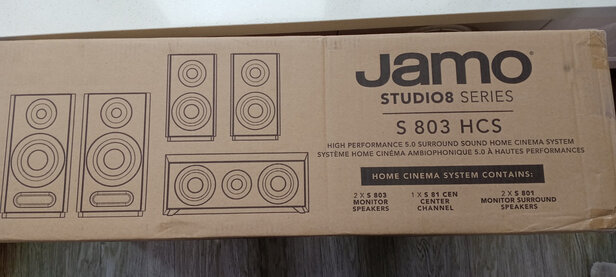 Jamo®
STUDIO8 SERIES
S 803 HCS
HIGH PERFORMANCE 5.0 SURROUND SOUND HOME CINEMA SYSTEM
SYSTÈME HOME CINÉMA AMBIOPHONIQUE 5.0 À HAUTES PERFORMANCES
HOME CINEMA SYSTEM CONTAINS:
2 X S 803
MONITOR
SPEAKERS
1 X S 81 CEN
CENTER
CHANNEL
2 X S 801
MONITOR SURROUND
SPEAKERS